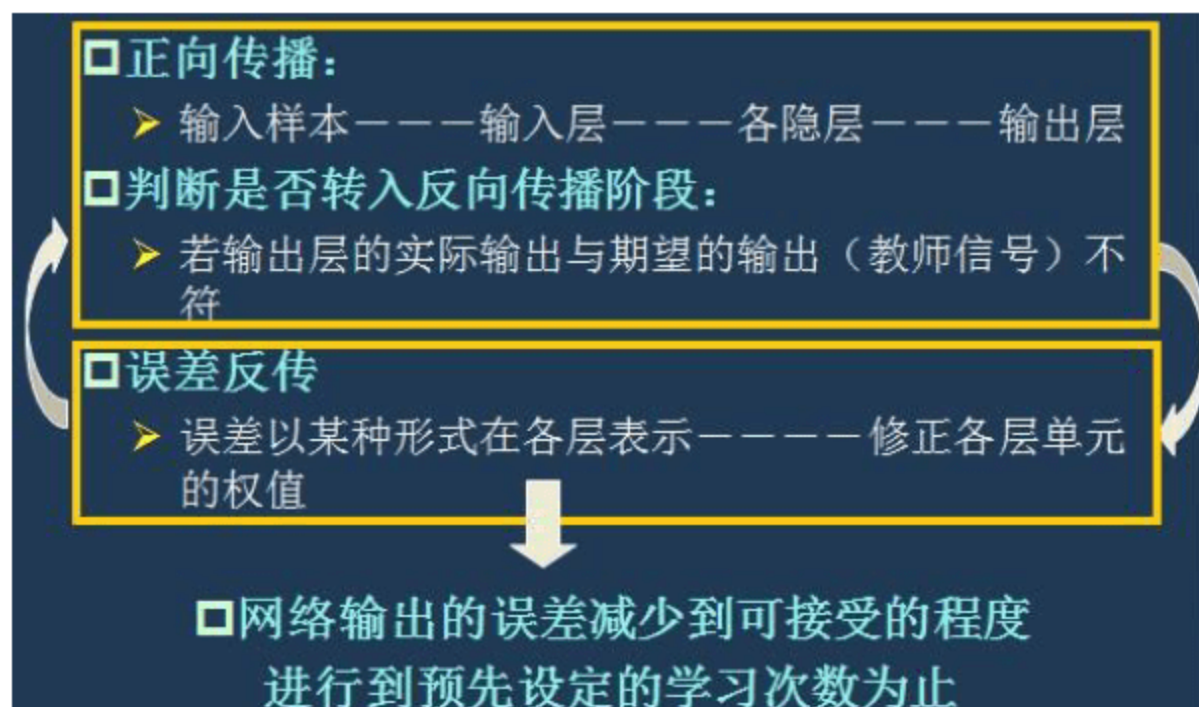 正向传播：
输入样本－－－输入层－－－各隐层－－－输出层
判断是否转入反向传播阶段：
若输出层的实际输出与期望的输出（教师信号）不
符
误差反传
误差以某种形式在各层表示－－－－修正各层单元
的权值
网络输出的误差减少到可接受的程度
进行到预先设定的学习次数为止